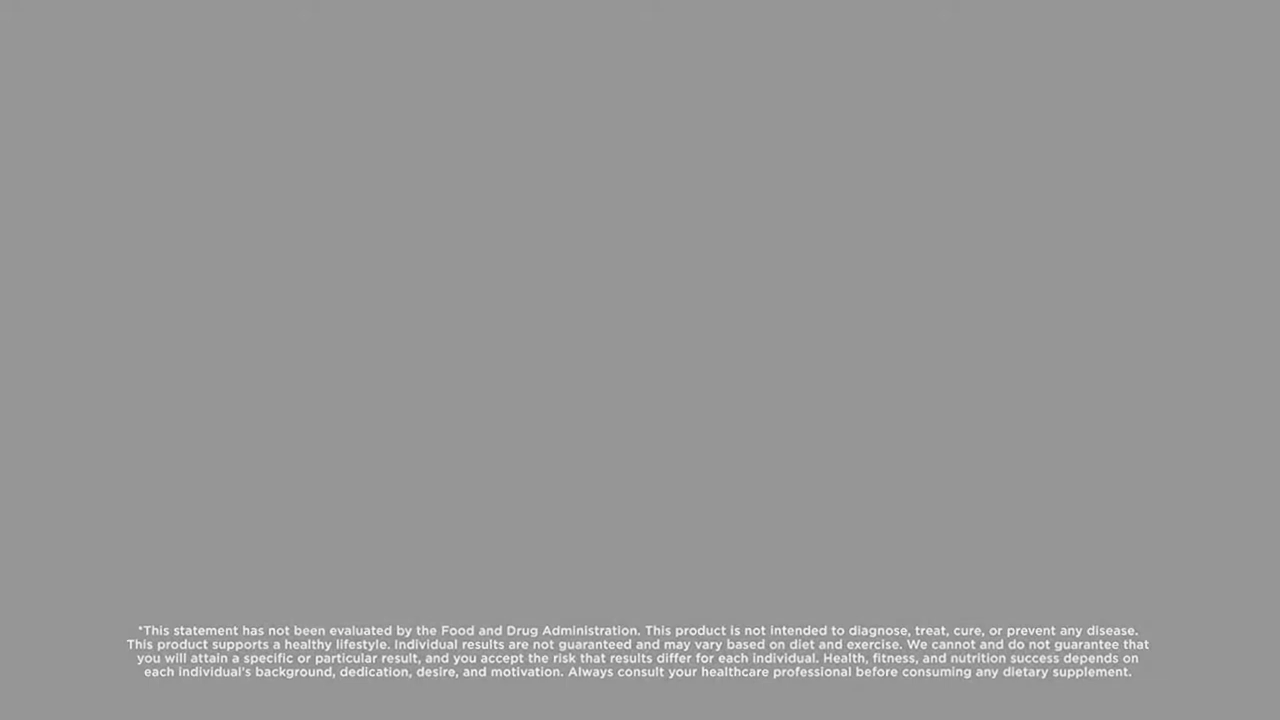 *This statement has not been evaluated by the Food and Drug Administration. This product is not intended to diagnose, treat, cure, or prevent any disease.
This product supports a healthy lifestyle. Individual results are not guaranteed and may vary based on diet and exercise. We cannot and do not guarantee that
you will attain a specific or particular result, and you accept the risk that results differ for each individual. Health, fitness, and nutrition success depends on
each individual's background, dedication, desire, and motivation. Always consult your healthcare professional before consuming any dietary supplement.